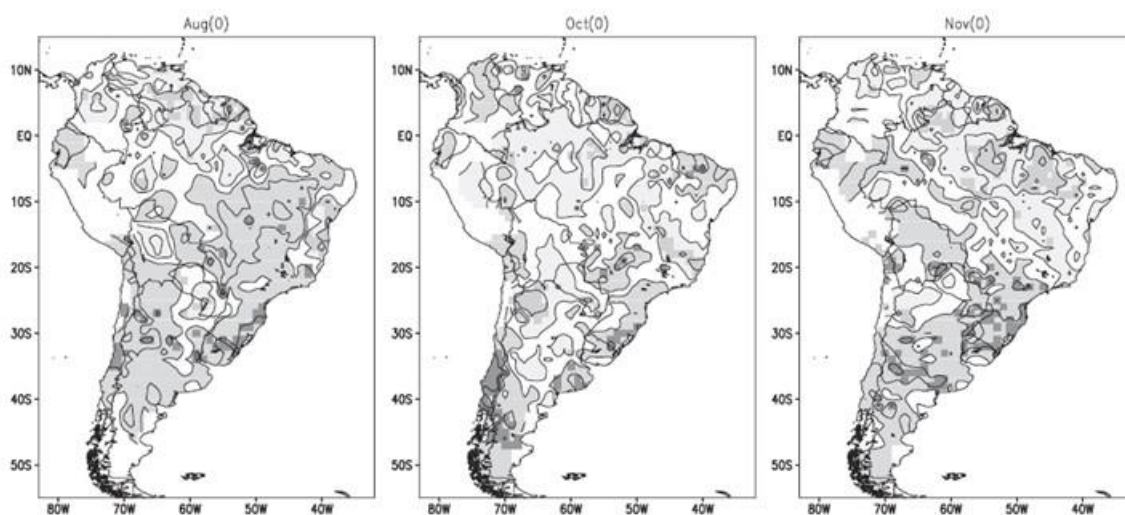 Aug(0) Oct(0) Nov(0)
10N 10N 10N
EQ EQ EQ
10S 10S 10S
20S 20S 20S
30S 30S 30S
40S 40S 40S
50S 50S 50S
80W 70W 60W 50W 40W 80W 70W 60W 50W 40W 80W 70W 60W 50W 40W